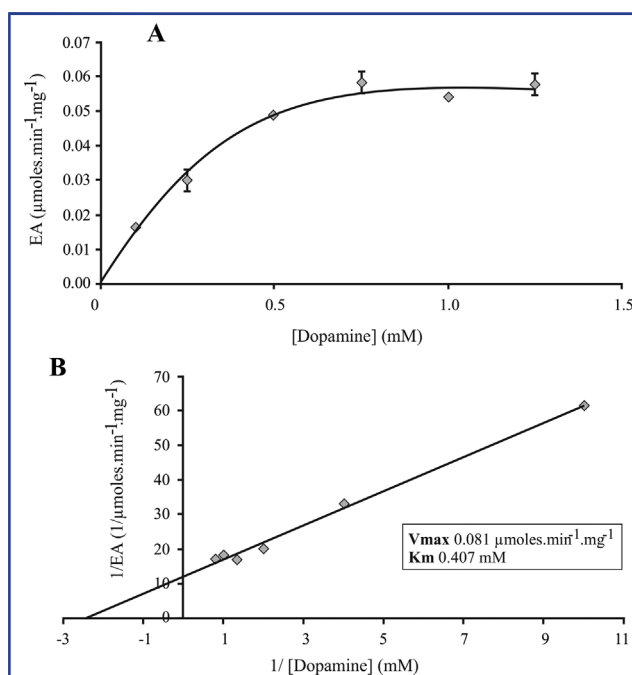 A
EA (µmoles.min-1.mg-1)
0.07
0.06
0.05
0.04
0.03
0.02
0.01
0.00
0 0.5 1.0 1.5
[Dopamine] (mM)
B
1/EA (1/µmoles.min-1.mg-1)
70
60
50
40
30
20
10
0
Vmax 0.081 µmoles.min-1.mg-1
Km 0.407 mM
-3 -1 1 3 5 7 9 11
1/ [Dopamine] (mM)